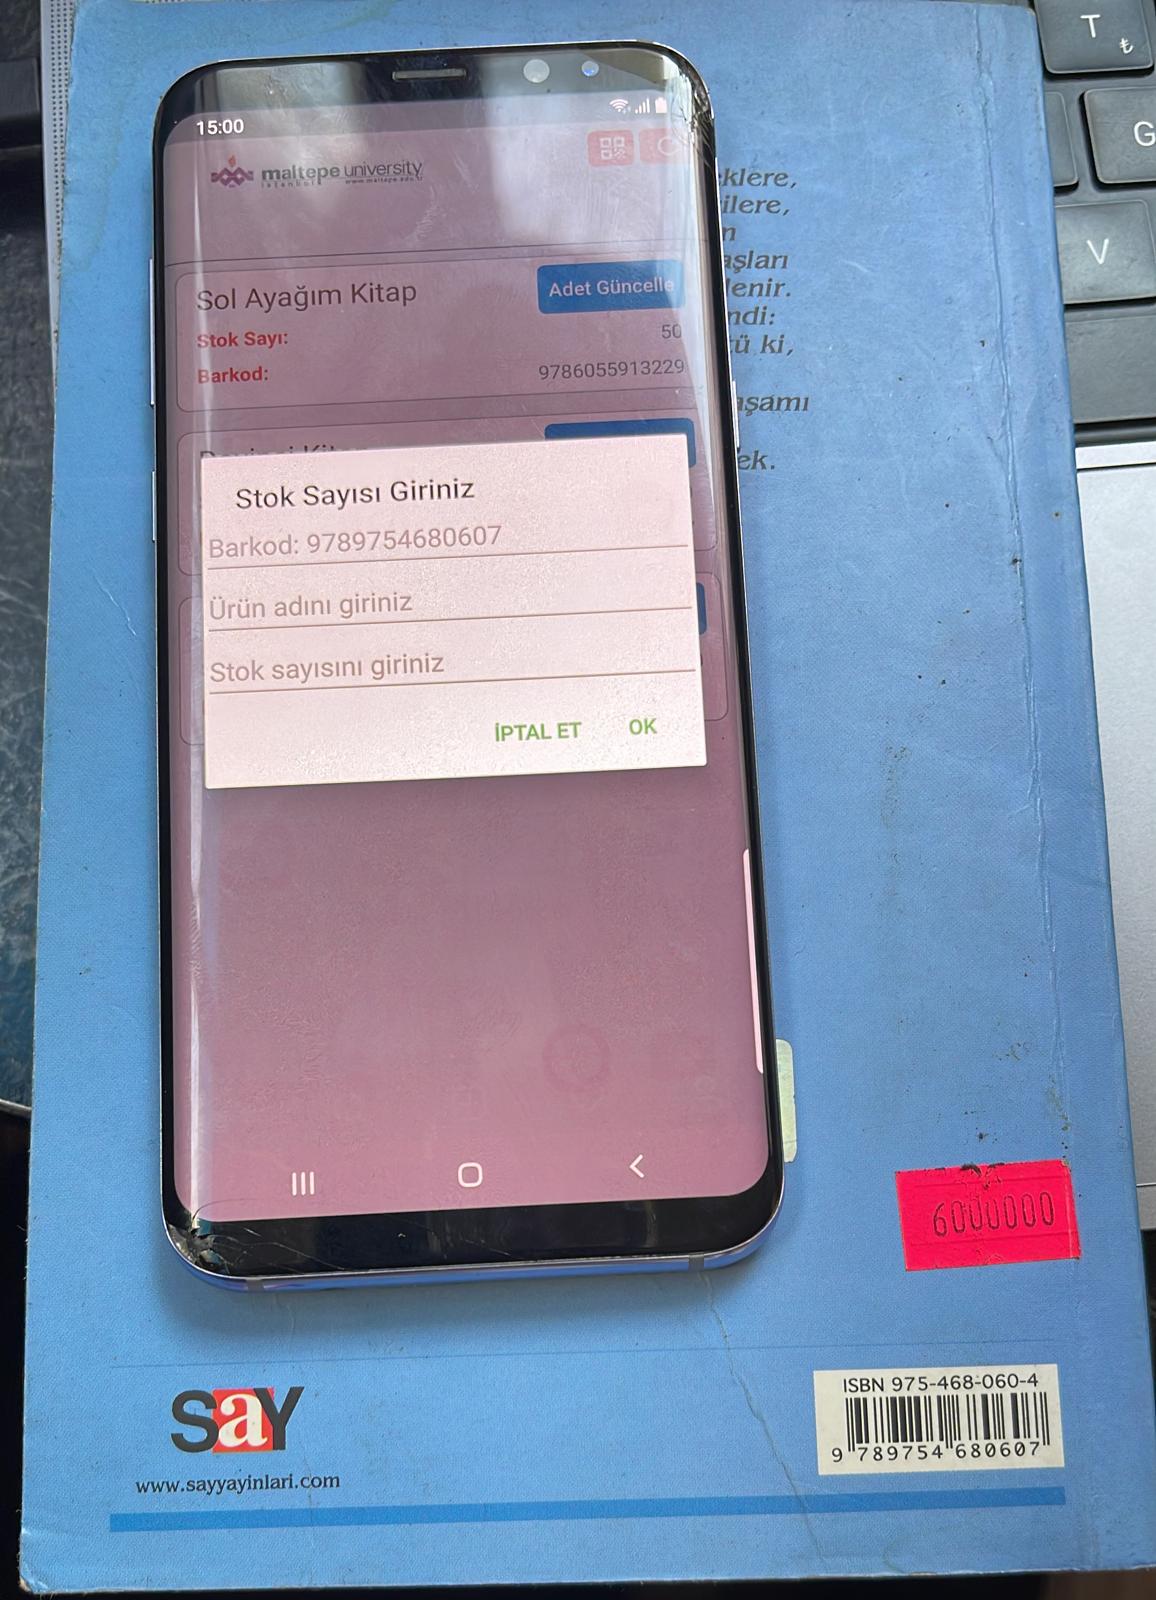 15:00
maltepe university
istanbul www.maltepe.edu.tr
Sol Ayağım Kitap
Adet Güncelle
Stok Sayı:
50
Barkod:
9786055913229
Stok Sayısı Giriniz
Barkod: 9789754680607
Ürün adını giriniz
Stok sayısını giriniz
İPTAL ET
OK
eklere,
ilere,
n
aşları
lenir.
ndi:
tü ki,
aşamı
ek.
T
₺
G
V
6000000
SaY
www.sayyayinlari.com
ISBN 975-468-060-4
9 789754 680607